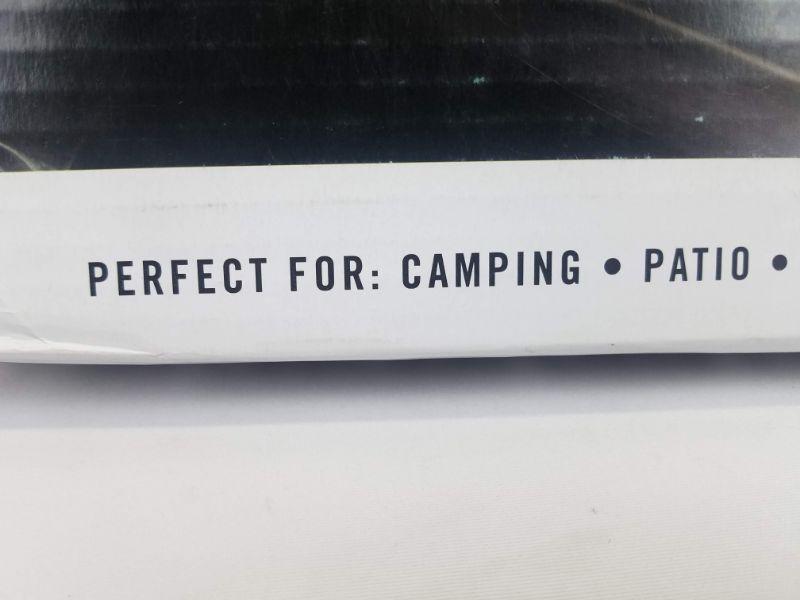 PERFECT FOR: CAMPING • PATIO •